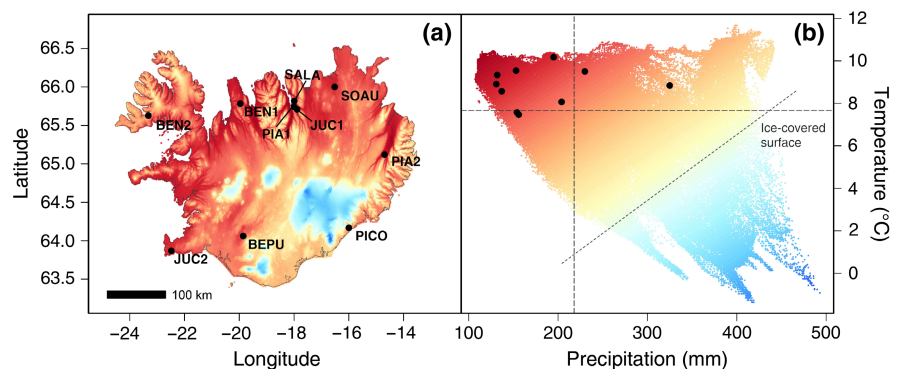 (a)
66.5
66.0
65.5
65.0
64.5
64.0
63.5
Latitude
SALA
SOAU
BEN1
BEN2
PIA1
JUC1
PIA2
BEPU
PICO
JUC2
100 km
−24 −22 −20 −18 −16 −14
Longitude
(b)
Ice-covered
surface
12
10
8
6
4
2
0
Temperature (°C)
100 200 300 400 500
Precipitation (mm)